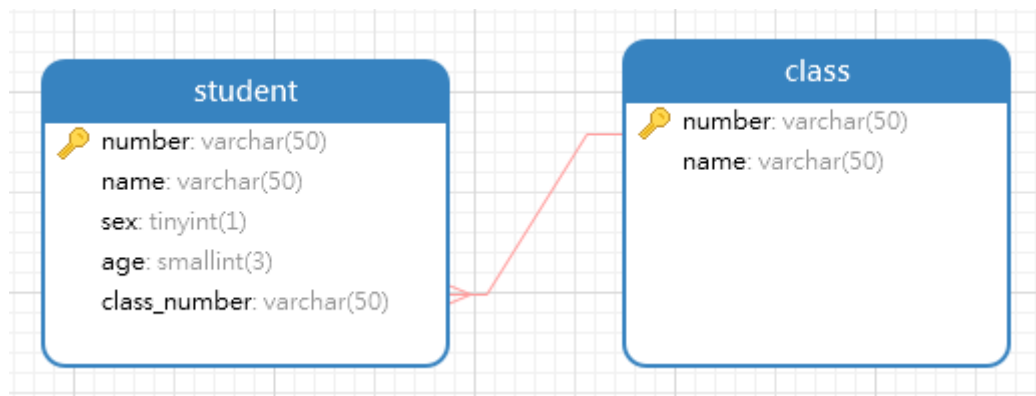 student
number: varchar(50)
name: varchar(50)
sex: tinyint(1)
age: smallint(3)
class_number: varchar(50)
class
number: varchar(50)
name: varchar(50)